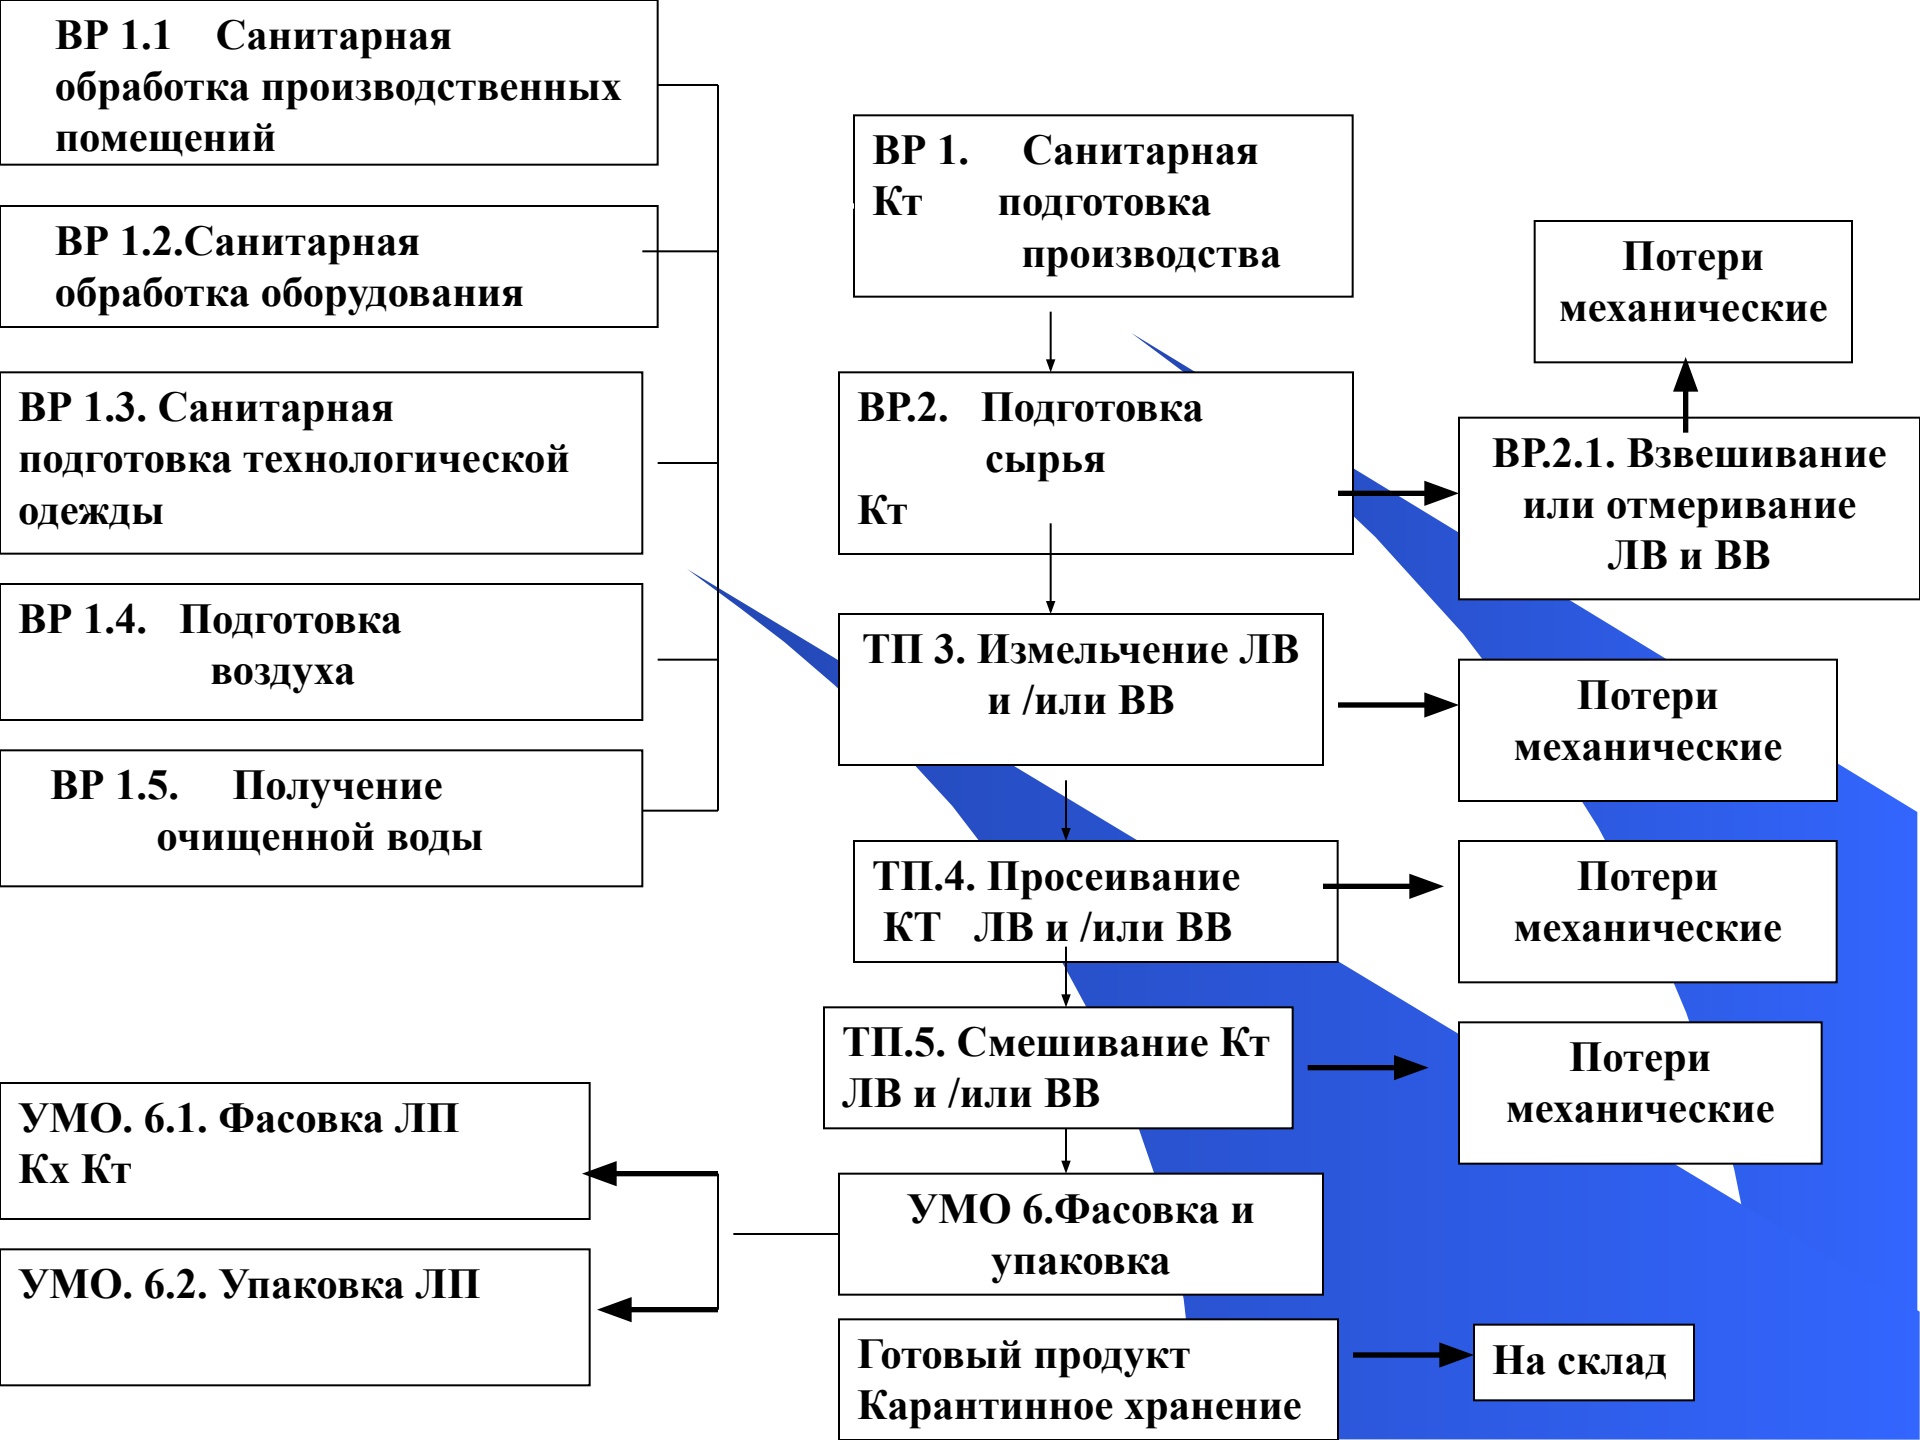 ВР 1.1 Санитарная
обработка производственных
помещений
ВР 1.2.Санитарная
обработка оборудования
ВР 1.3. Санитарная
подготовка технологической
одежды
ВР 1.4. Подготовка
воздуха
ВР 1.5. Получение
очищенной воды
ВР 1. Санитарная
Кт подготовка
производства
ВР.2. Подготовка
сырья
Кт
Потери
механические
ВР.2.1. Взвешивание
или отмеривание
ЛВ и ВВ
ТП 3. Измельчение ЛВ
и /или ВВ
Потери
механические
ТП.4. Просеивание
КТ ЛВ и /или ВВ
Потери
механические
ТП.5. Смешивание Кт
ЛВ и /или ВВ
Потери
механические
УМО. 6.1. Фасовка ЛП
Кх Кт
УМО. 6.2. Упаковка ЛП
УМО 6.Фасовка и
упаковка
Готовый продукт
Карантинное хранение
На склад